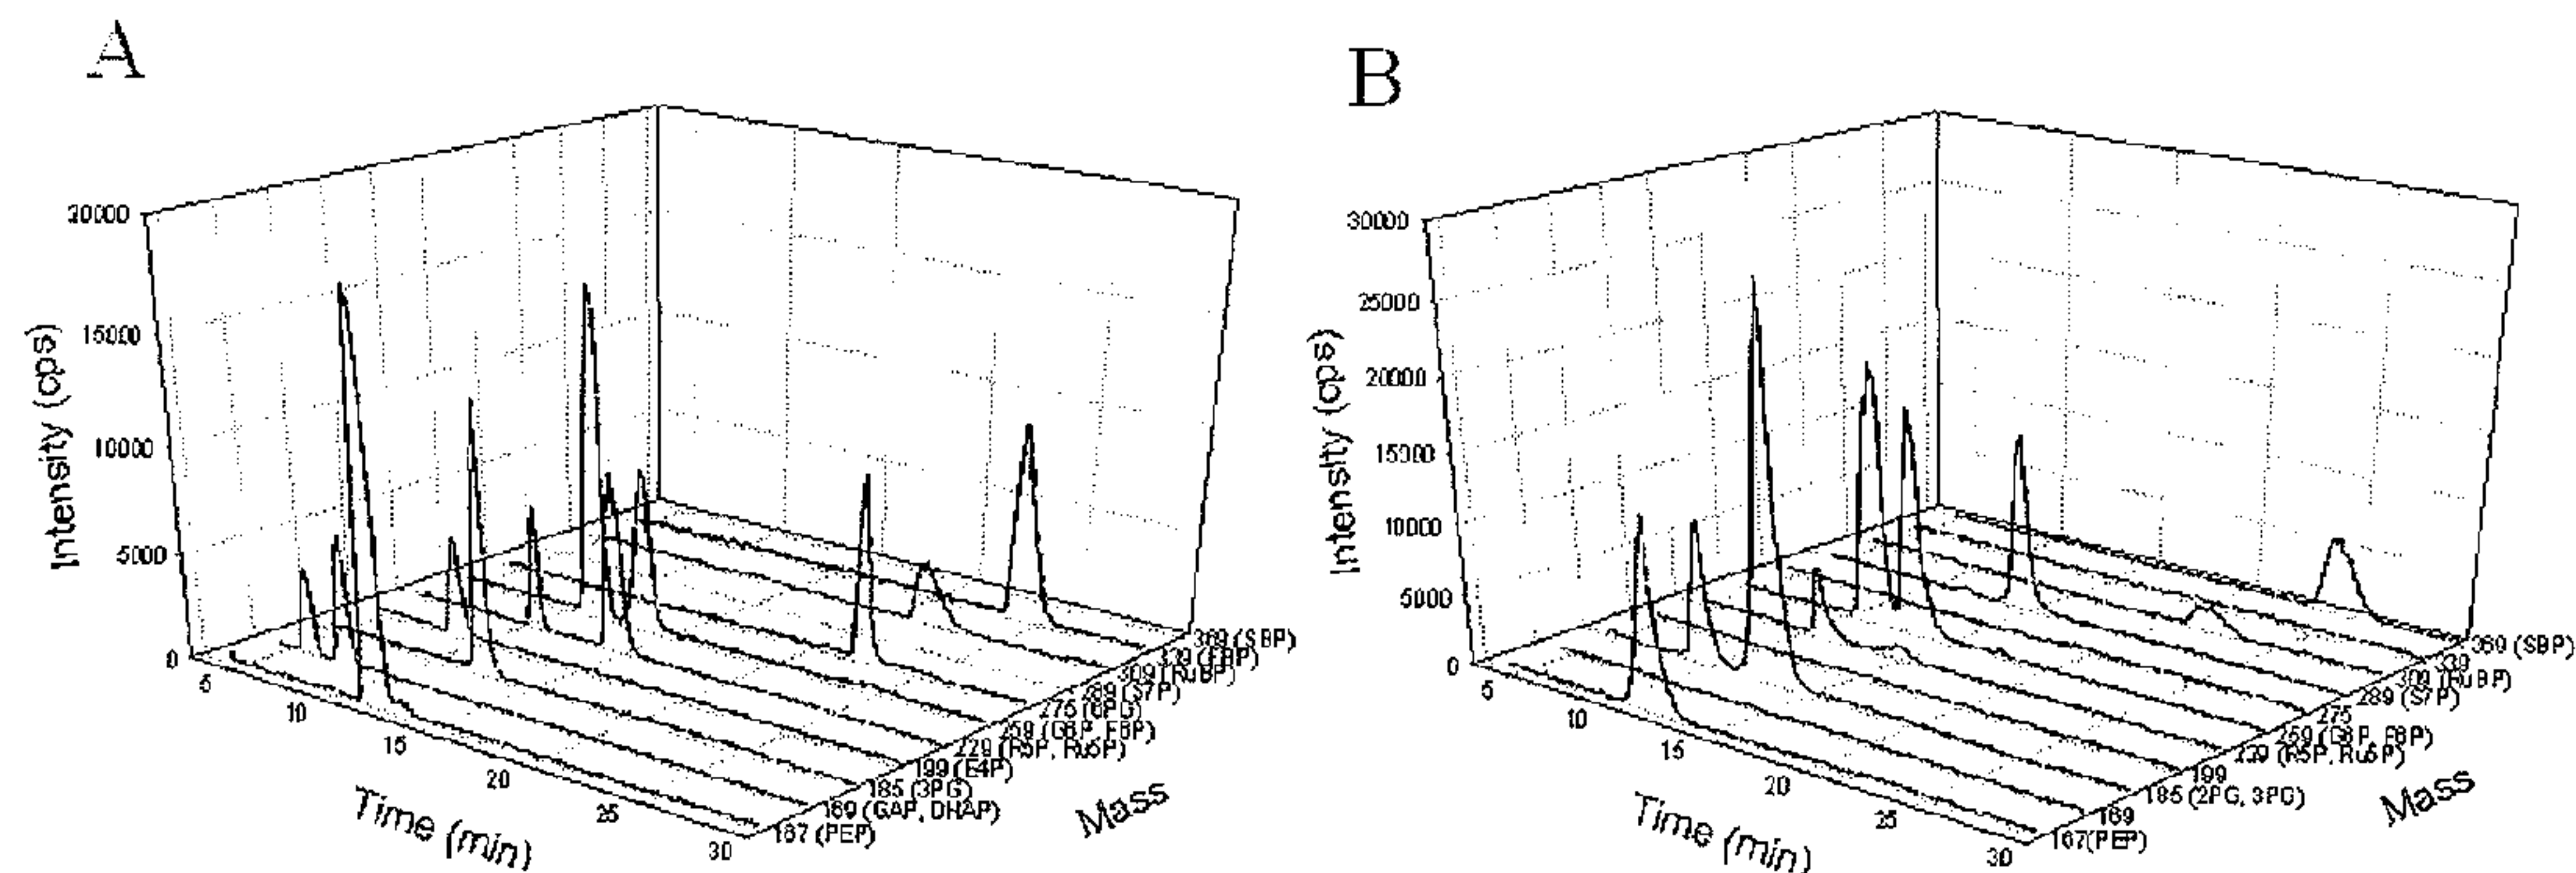 A
Intensity (cps)
20000
15000
10000
5000
0
5
10
15
20
25
30
Time (min)
369 (SBP)
339 (FBP)
309 (RuBP)
289 (S7P)
275 (6PG)
259 (G6P, F6P)
229 (R5P, Ru5P)
199 (E4P)
185 (3PG)
169 (GAP, DHAP)
167 (PEP)
Mass
B
Intensity (cps)
30000
25000
20000
15000
10000
5000
0
5
10
15
20
25
30
Time (min)
369 (SBP)
339
309 (RuBP)
289 (S7P)
275
259 (G6P, F6P)
229 (R5P, Ru5P)
199
185 (2PG, 3PG)
169
167(PEP)
Mass